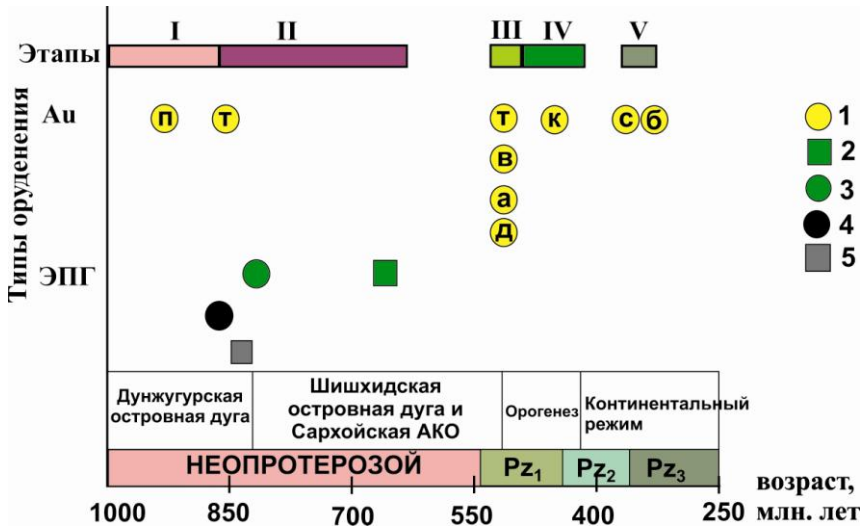 I II III IV V
Этапы
Au п т т к с б 1
в 2
а 3
д 4
ЭПГ 5
Типы оруденения
Дунжугурская
островная дуга
Шишхидская
островная дуга и
Сархойская АКО
Орогенез
Континентальный
режим
НЕОПРОТЕРОЗОЙ Pz1 Pz2 Pz3
возраст,
млн. лет
1000 850 700 550 400 250